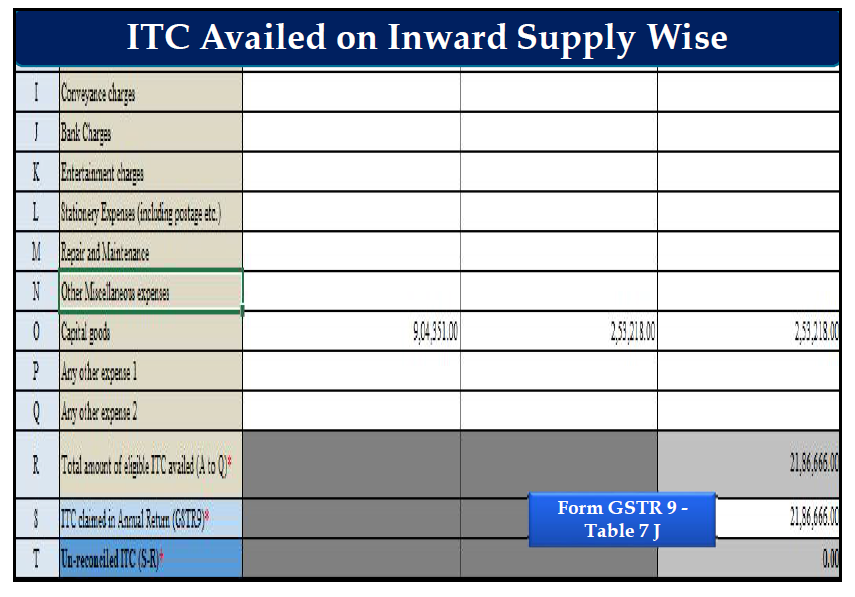 ITC Availed on Inward Supply Wise
I Conveyance charges
J Bank Charges
K Entertainment charges
L Stationery Expenses (including postage etc.)
M Repair and Maintenance
N Other Miscellaneous expenses
O Capital goods 9,04,351.00 2,53,218.00 2,53,218.00
P Any other expense 1
Q Any other expense 2
R Total amount of eligible ITC availed (A to Q)* 21,86,666.00
S ITC claimed in Annual Return (GSTR9)* 21,86,666.00
Form GSTR 9 -
Table 7 J
T Un-reconciled ITC (S-R)* 0.00